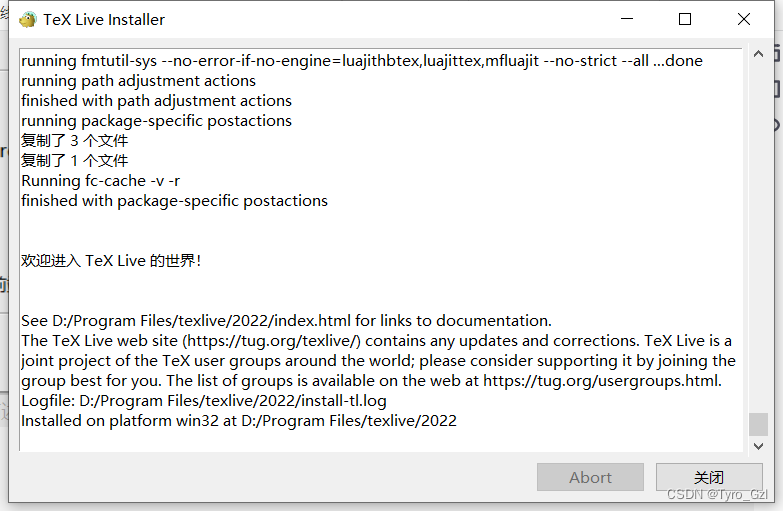 TeX Live Installer
running fmtutil-sys --no-error-if-no-engine=luajithbtex,luajittex,mfluajit --no-strict --all ...done
running path adjustment actions
finished with path adjustment actions
running package-specific postactions
复制了 3 个文件
复制了 1 个文件
Running fc-cache -v -r
finished with package-specific postactions
欢迎进入 TeX Live 的世界！
See D:/Program Files/texlive/2022/index.html for links to documentation.
The TeX Live web site (https://tug.org/texlive/) contains any updates and corrections. TeX Live is a
joint project of the TeX user groups around the world; please consider supporting it by joining the
group best for you. The list of groups is available on the web at https://tug.org/usergroups.html.
Logfile: D:/Program Files/texlive/2022/install-tl.log
Installed on platform win32 at D:/Program Files/texlive/2022
Abort
关闭
CSDN @Tyro_Gzl